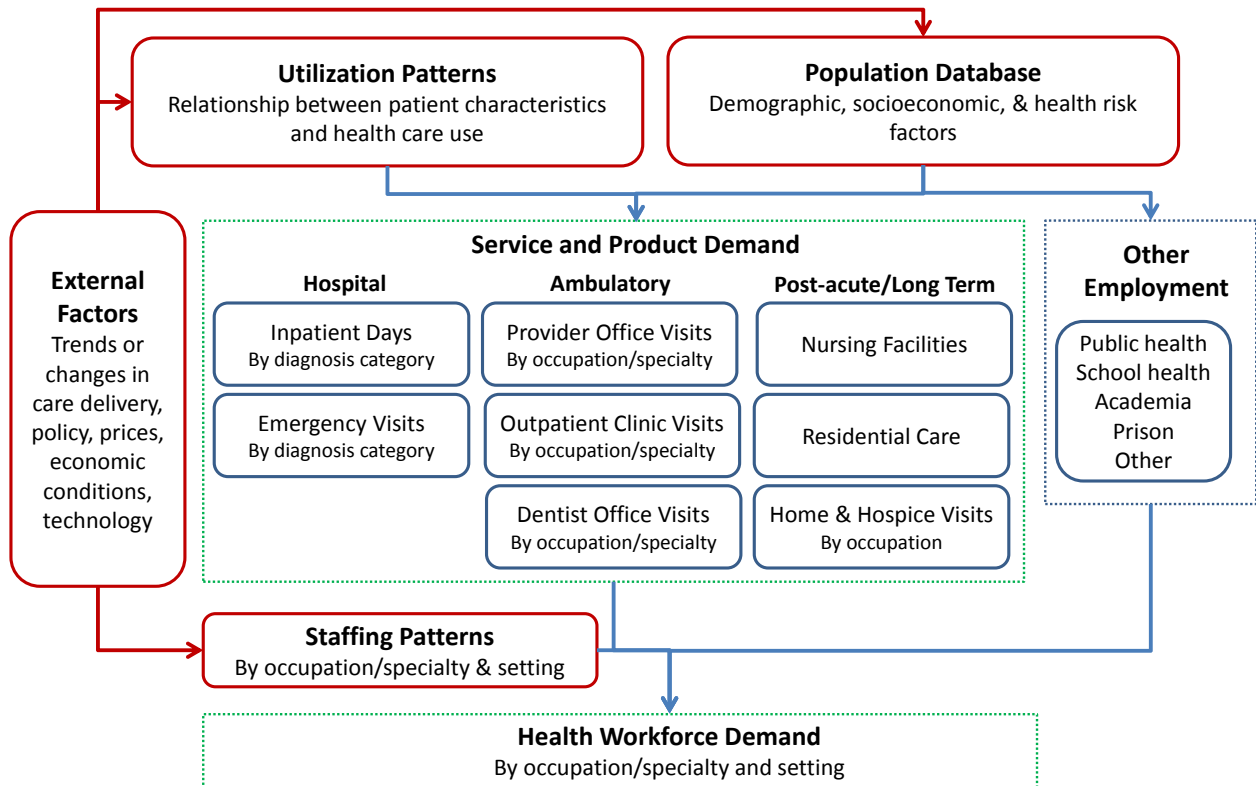 Utilization Patterns
Relationship between patient characteristics
and health care use
Population Database
Demographic, socioeconomic, & health risk
factors
External
Factors
Trends or
changes in
care delivery,
policy, prices,
economic
conditions,
technology
Service and Product Demand
Hospital
Inpatient Days
By diagnosis category
Emergency Visits
By diagnosis category
Ambulatory
Provider Office Visits
By occupation/specialty
Outpatient Clinic Visits
By occupation/specialty
Dentist Office Visits
By occupation/specialty
Post-acute/Long Term
Nursing Facilities
Residential Care
Home & Hospice Visits
By occupation
Other
Employment
Public health
School health
Academia
Prison
Other
Staffing Patterns
By occupation/specialty & setting
Health Workforce Demand
By occupation/specialty and setting